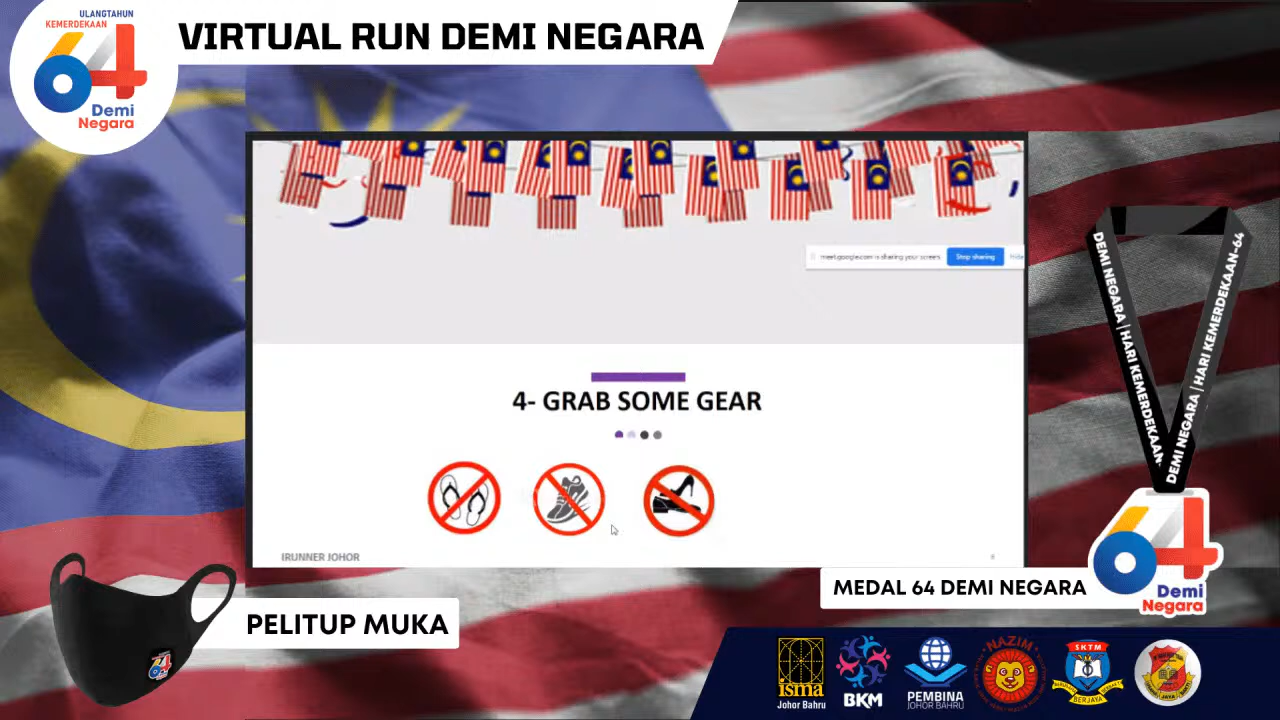 ULANGTAHUN
KEMERDEKAAN
64
Demi
Negara
VIRTUAL RUN DEMI NEGARA
meet.google.com is sharing your screen
Stop sharing
Hide
4- GRAB SOME GEAR
IRUNNER JOHOR
DEMI NEGARA | HARI KEMERDEKAAN
DEMI NEGARA | HARI KEMERDEKAAN-64
64
Demi
Negara
MEDAL 64 DEMI NEGARA
PELITUP MUKA
isma
Johor Bahru
BKM
PEMBINA
JOHOR BAHRU
NAZIM
SKTM
BERJAYA